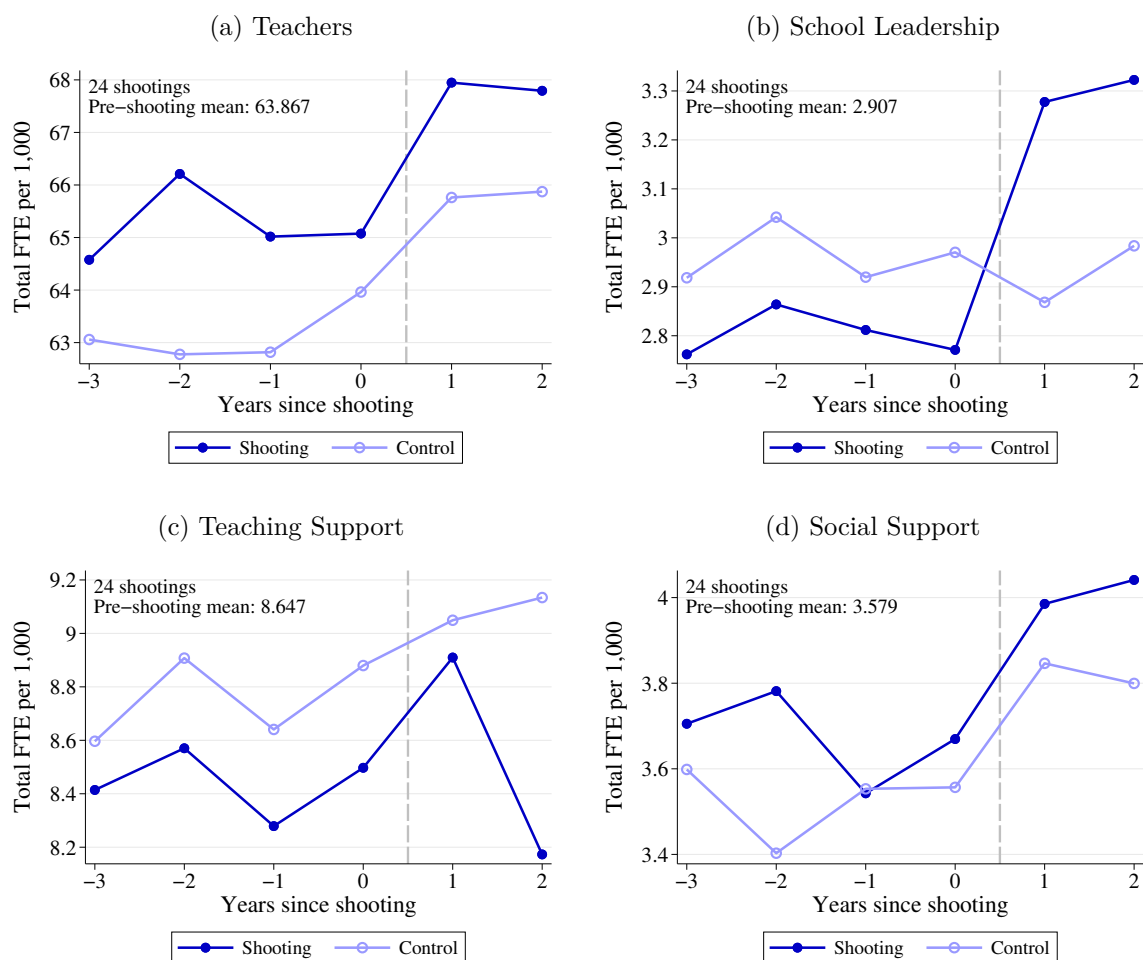 (a) Teachers
24 shootings
Pre−shooting mean: 63.867
Total FTE per 1,000
68
67
66
65
64
63
−3 −2 −1 0 1 2
Years since shooting
Shooting Control
(b) School Leadership
24 shootings
Pre−shooting mean: 2.907
Total FTE per 1,000
3.3
3.2
3.1
3
2.9
2.8
−3 −2 −1 0 1 2
Years since shooting
Shooting Control
(c) Teaching Support
24 shootings
Pre−shooting mean: 8.647
Total FTE per 1,000
9.2
9
8.8
8.6
8.4
8.2
−3 −2 −1 0 1 2
Years since shooting
Shooting Control
(d) Social Support
24 shootings
Pre−shooting mean: 3.579
Total FTE per 1,000
4
3.8
3.6
3.4
−3 −2 −1 0 1 2
Years since shooting
Shooting Control